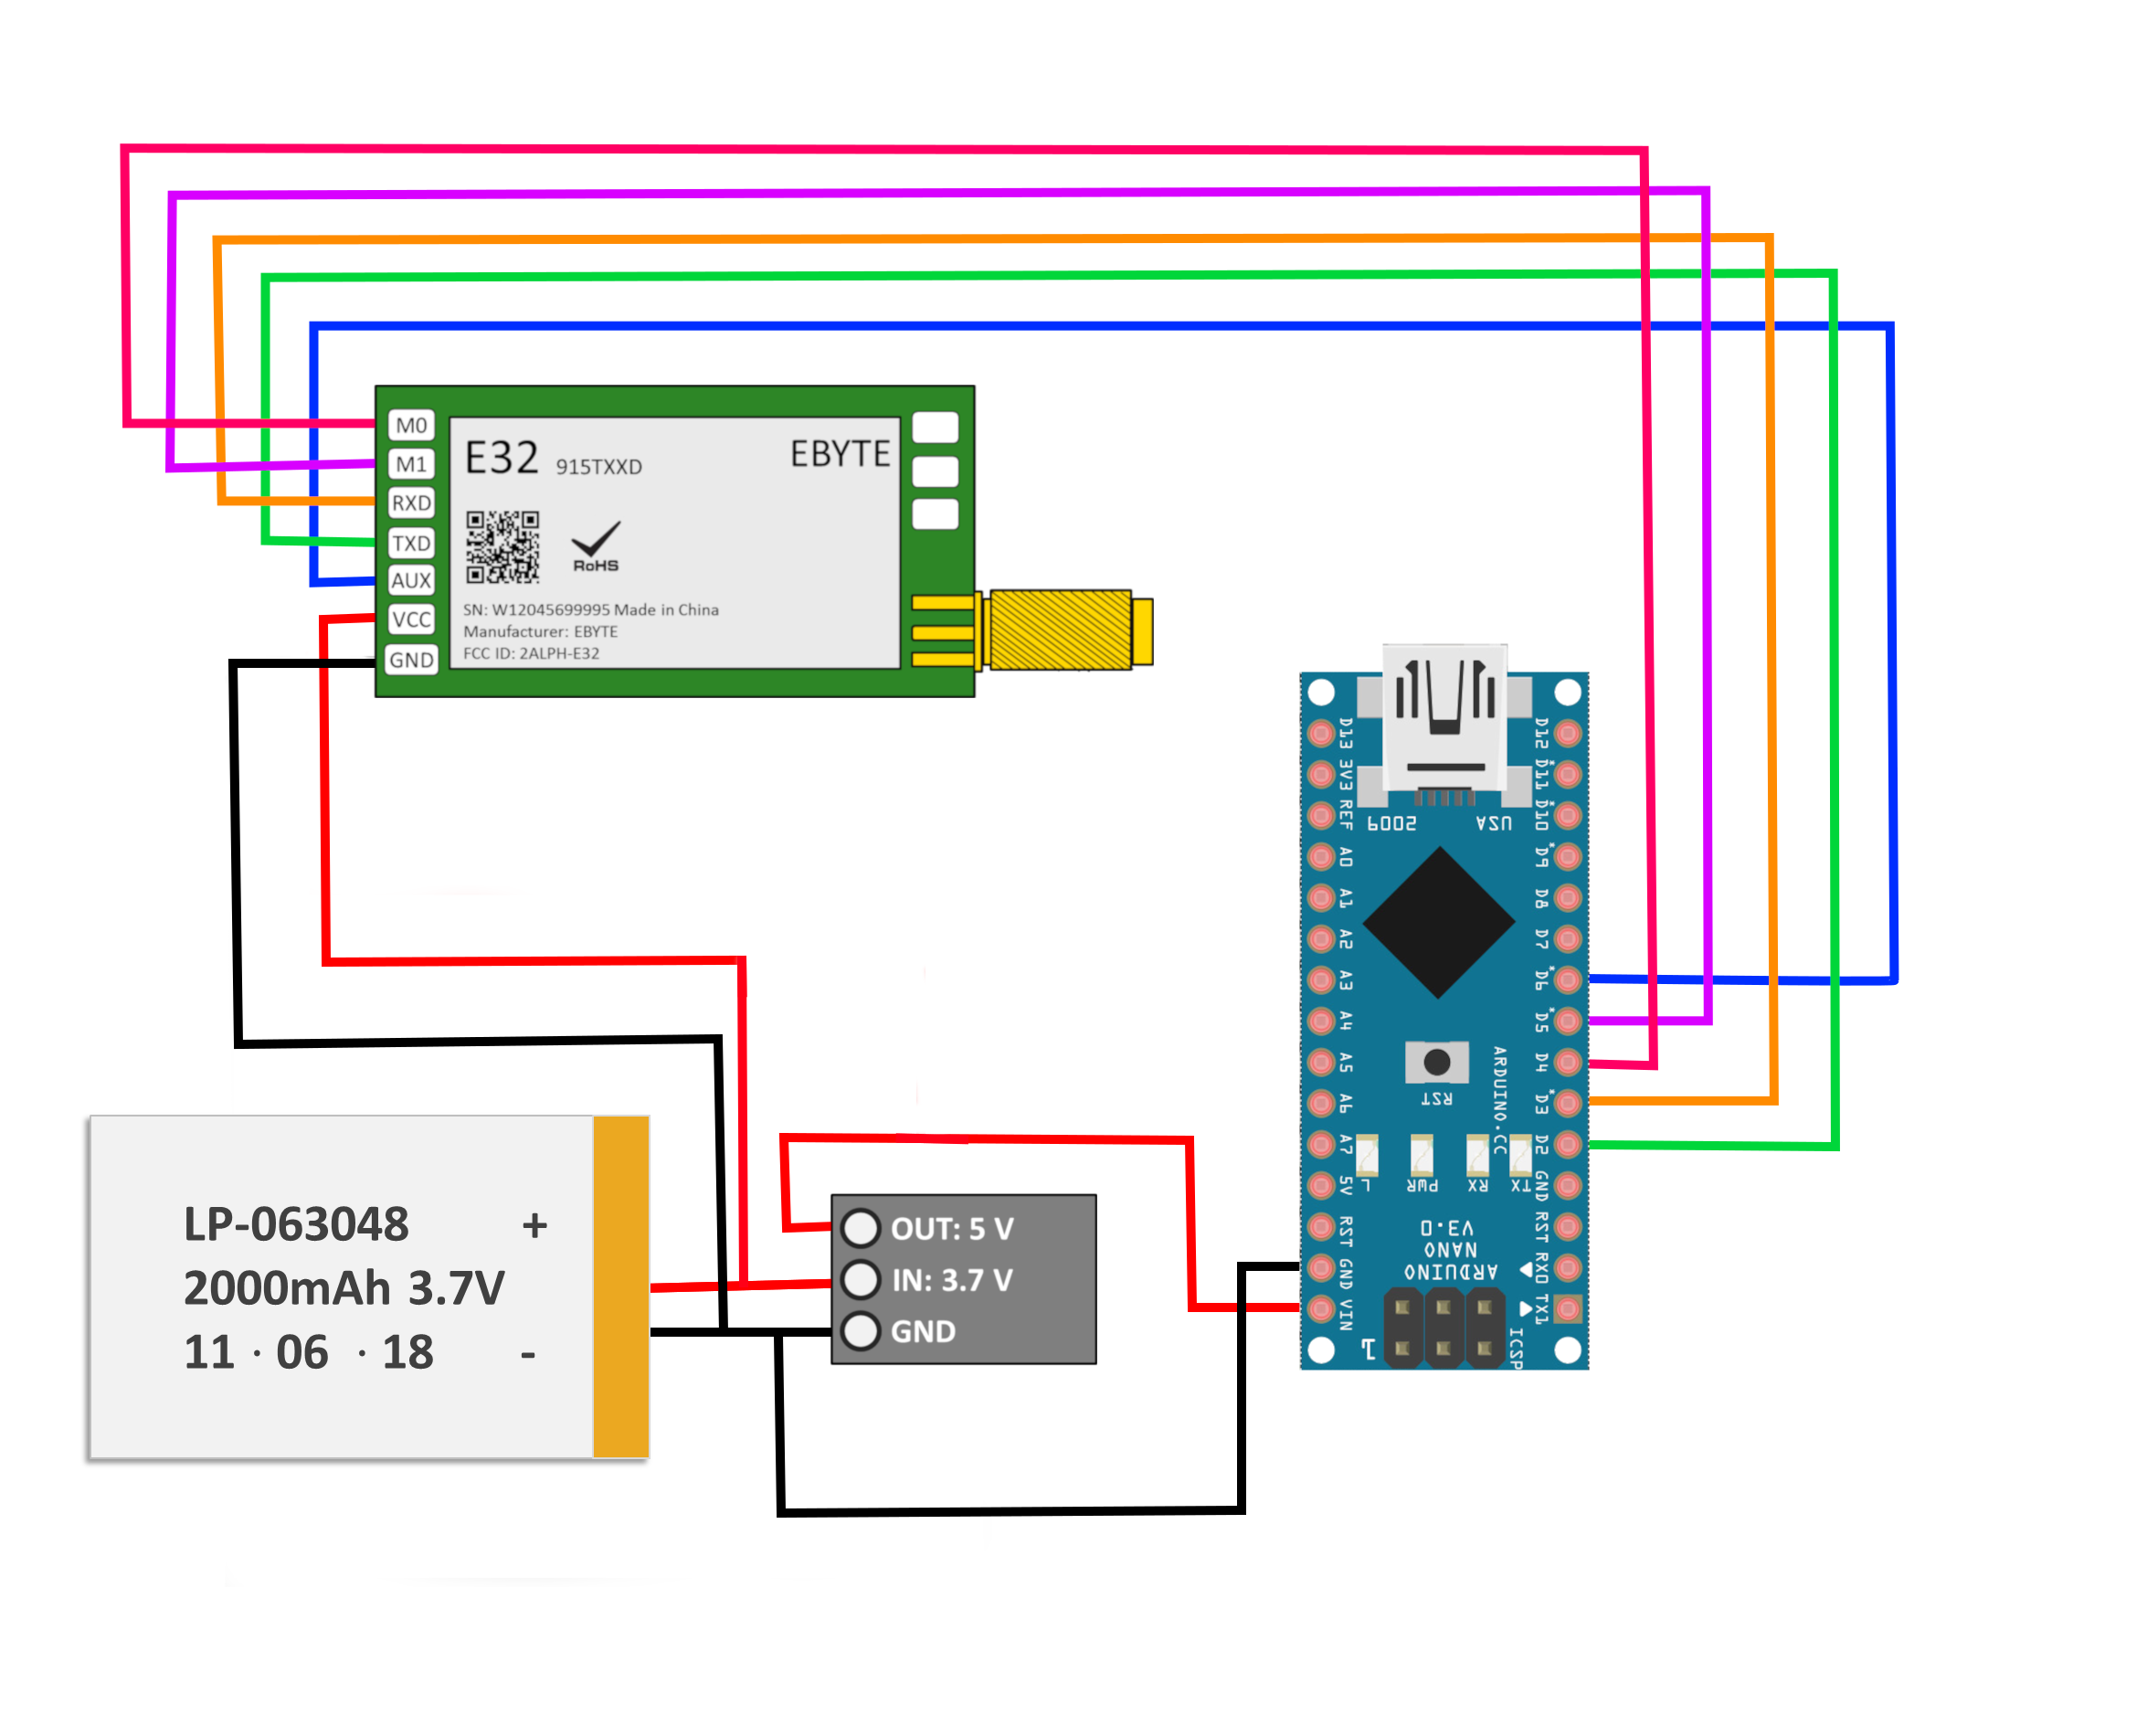 M0
M1
RXD
TXD
AUX
VCC
GND
E32 915TXXD EBYTE
RoHS
SN: W12045699995 Made in China
Manufacturer: EBYTE
FCC ID: 2ALPH-E32
LP-063048 +
2000mAh 3.7V
11 · 06 · 18 -
OUT: 5 V
IN: 3.7 V
GND
D13
3V3
REF
A0
A1
A2
A3
A4
A5
A6
A7
5V
RST
GND
VIN
D12
D11
D10
D9
D8
D7
D6
D5
D4
D3
D2
GND
RST
RX0
TX1
2009 USA
RST
ARDUINO.CC
L PWR RX TX
V3.0
NANO
ARDUINO
1
ICSP